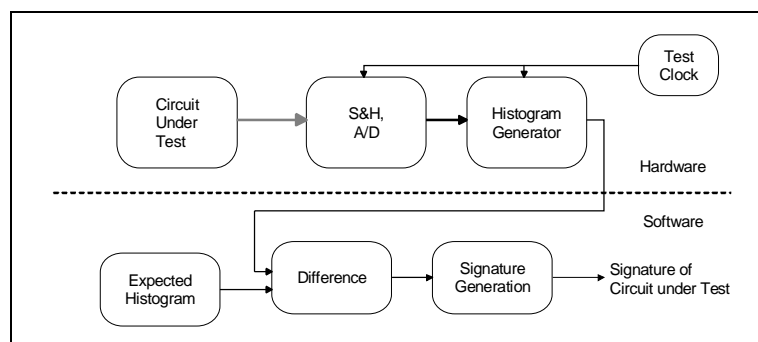 Test
Clock
Circuit
Under
Test
S&H,
A/D
Histogram
Generator
Hardware
Software
Expected
Histogram
Difference
Signature
Generation
Signature of
Circuit under Test